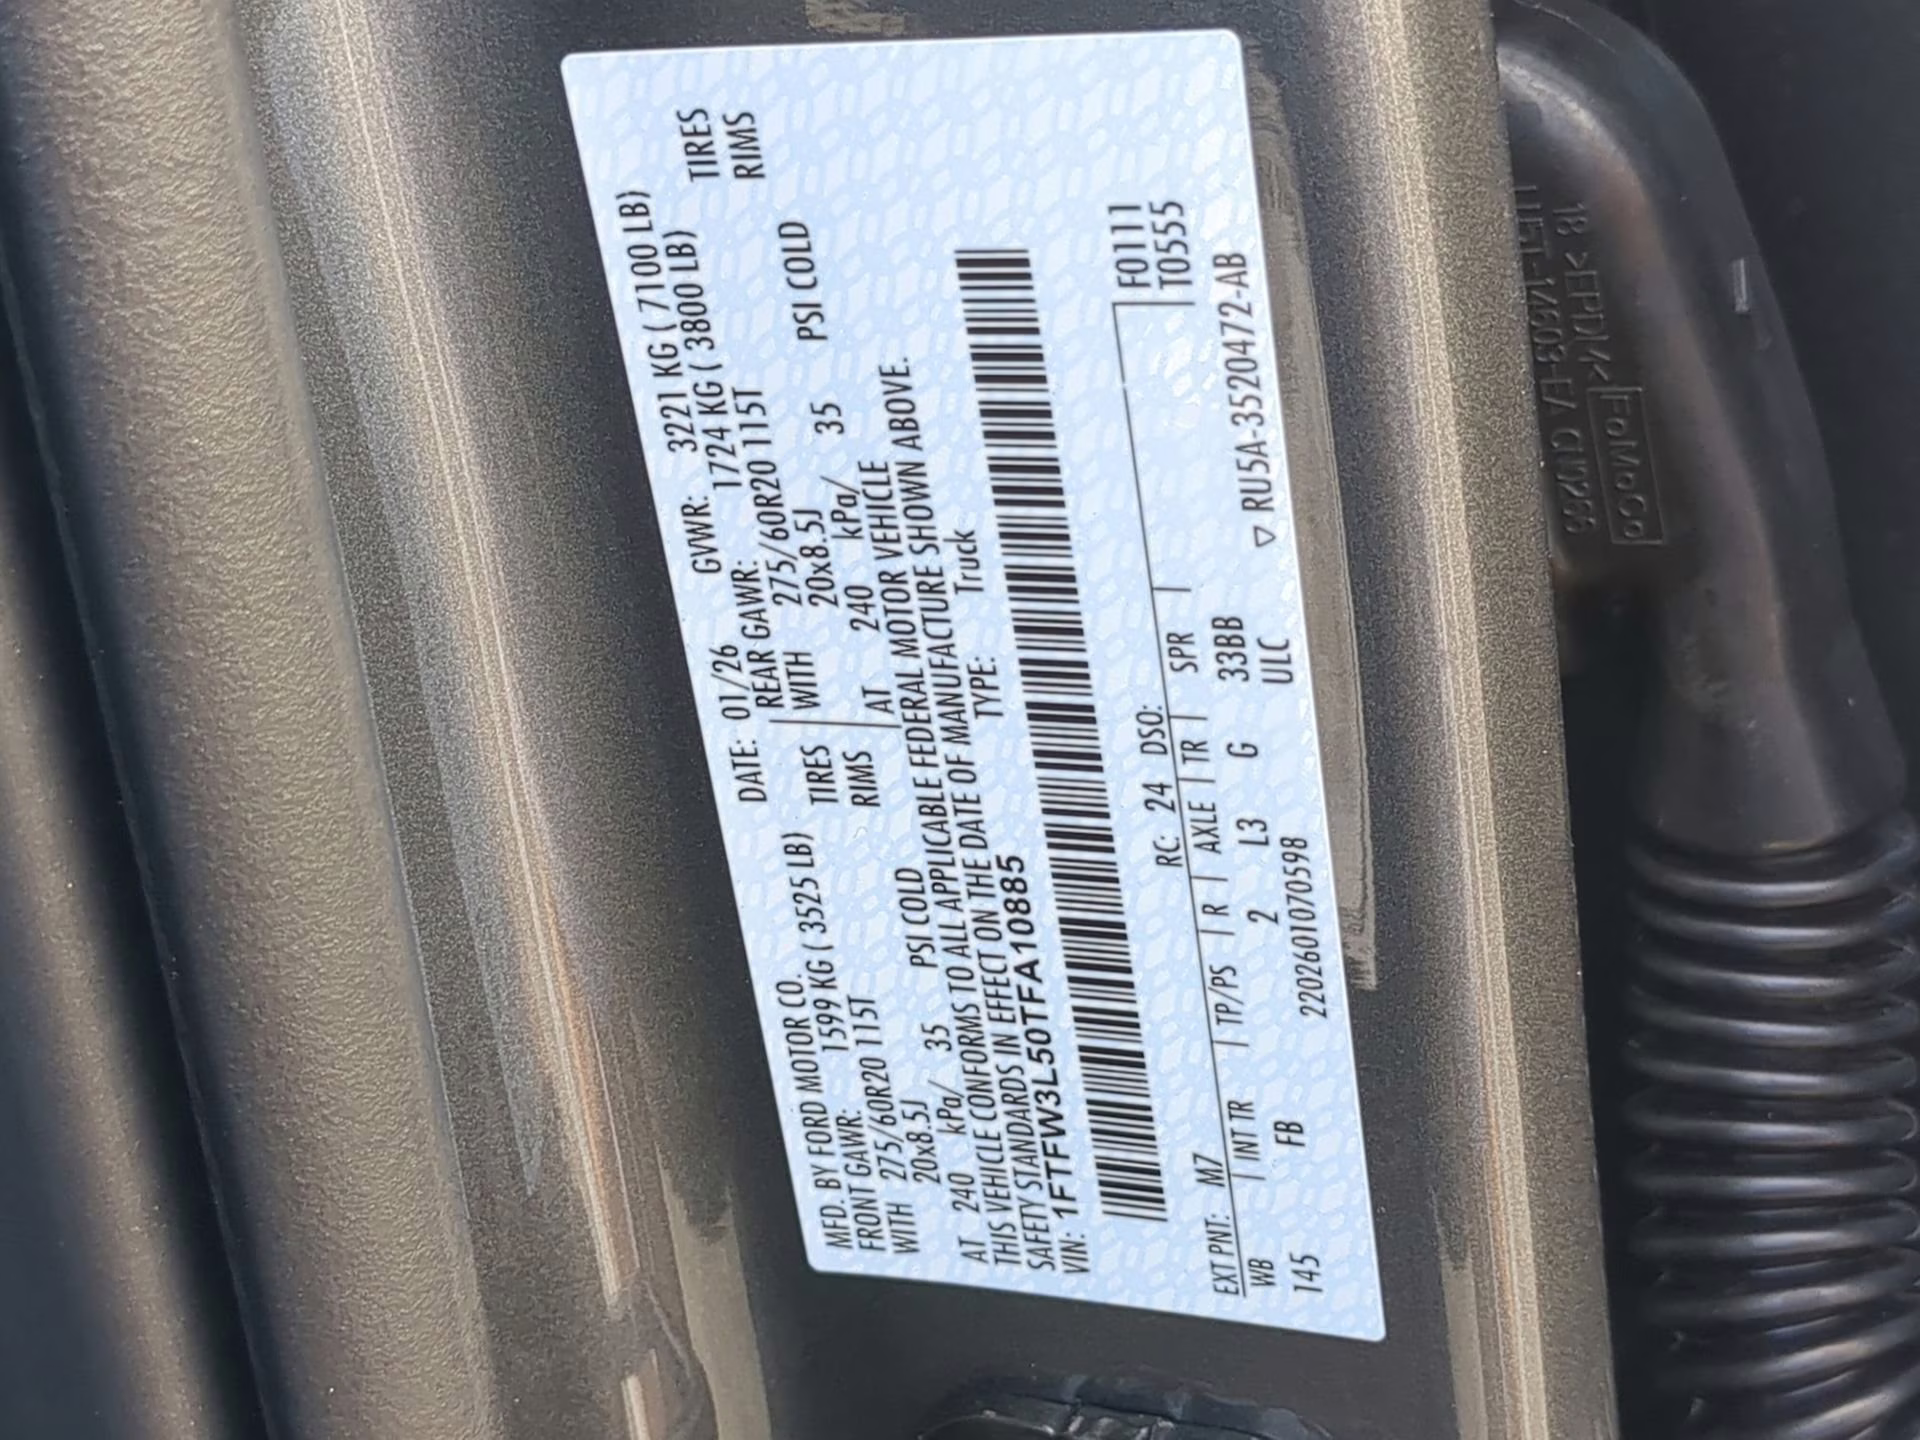 MFD. BY FORD MOTOR CO.
DATE: 01/26 GVWR: 3221 KG ( 7100 LB)
FRONT GAWR: 1599 KG ( 3525 LB) REAR GAWR: 1724 KG ( 3800 LB)
WITH 275/60R20 115T TIRES WITH 275/60R20 115T TIRES
20x8.5J RIMS 20x8.5J RIMS
AT 240 kPa/ 35 PSI COLD AT 240 kPa/ 35 PSI COLD
THIS VEHICLE CONFORMS TO ALL APPLICABLE FEDERAL MOTOR VEHICLE
SAFETY STANDARDS IN EFFECT ON THE DATE OF MANUFACTURE SHOWN ABOVE.
VIN: 1FTFW3L50TFA10885 TYPE: Truck
F0111
T0555
EXT PNT: M7 RC: 24 DSO:
WB INT TR TP/PS R AXLE TR SPR
145 FB 2 L3 G 33BB
2202601070598 ULC
▽ RU5A-3520472-AB
FoMoCo